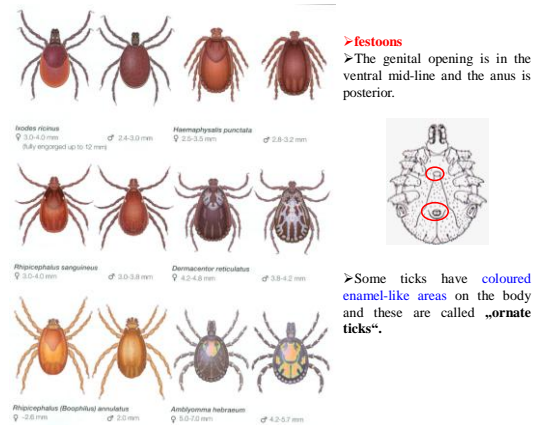 Ixodes ricinus
♀ 3.0-4.0 mm ♂ 2.4-3.0 mm
(fully engorged up to 12 mm)
Haemaphysalis punctata
♀ 2.5-3.5 mm ♂ 2.8-3.2 mm
Rhipicephalus sanguineus
♀ 3.0-4.0 mm ♂ 3.0-3.8 mm
Dermacenter reticulatus
♀ 4.2-4.8 mm ♂ 3.8-4.2 mm
Rhipicephalus (Boophilus) annulatus
♀ ~2.6 mm ♂ 2.0 mm
Amblyomma hebraeum
♀ 5.0-7.0 mm ♂ 4.2-5.7 mm
➢festoons
➢The genital opening is in the
ventral mid-line and the anus is
posterior.
➢Some ticks have coloured
enamel-like areas on the body
and these are called „ornate
ticks“.